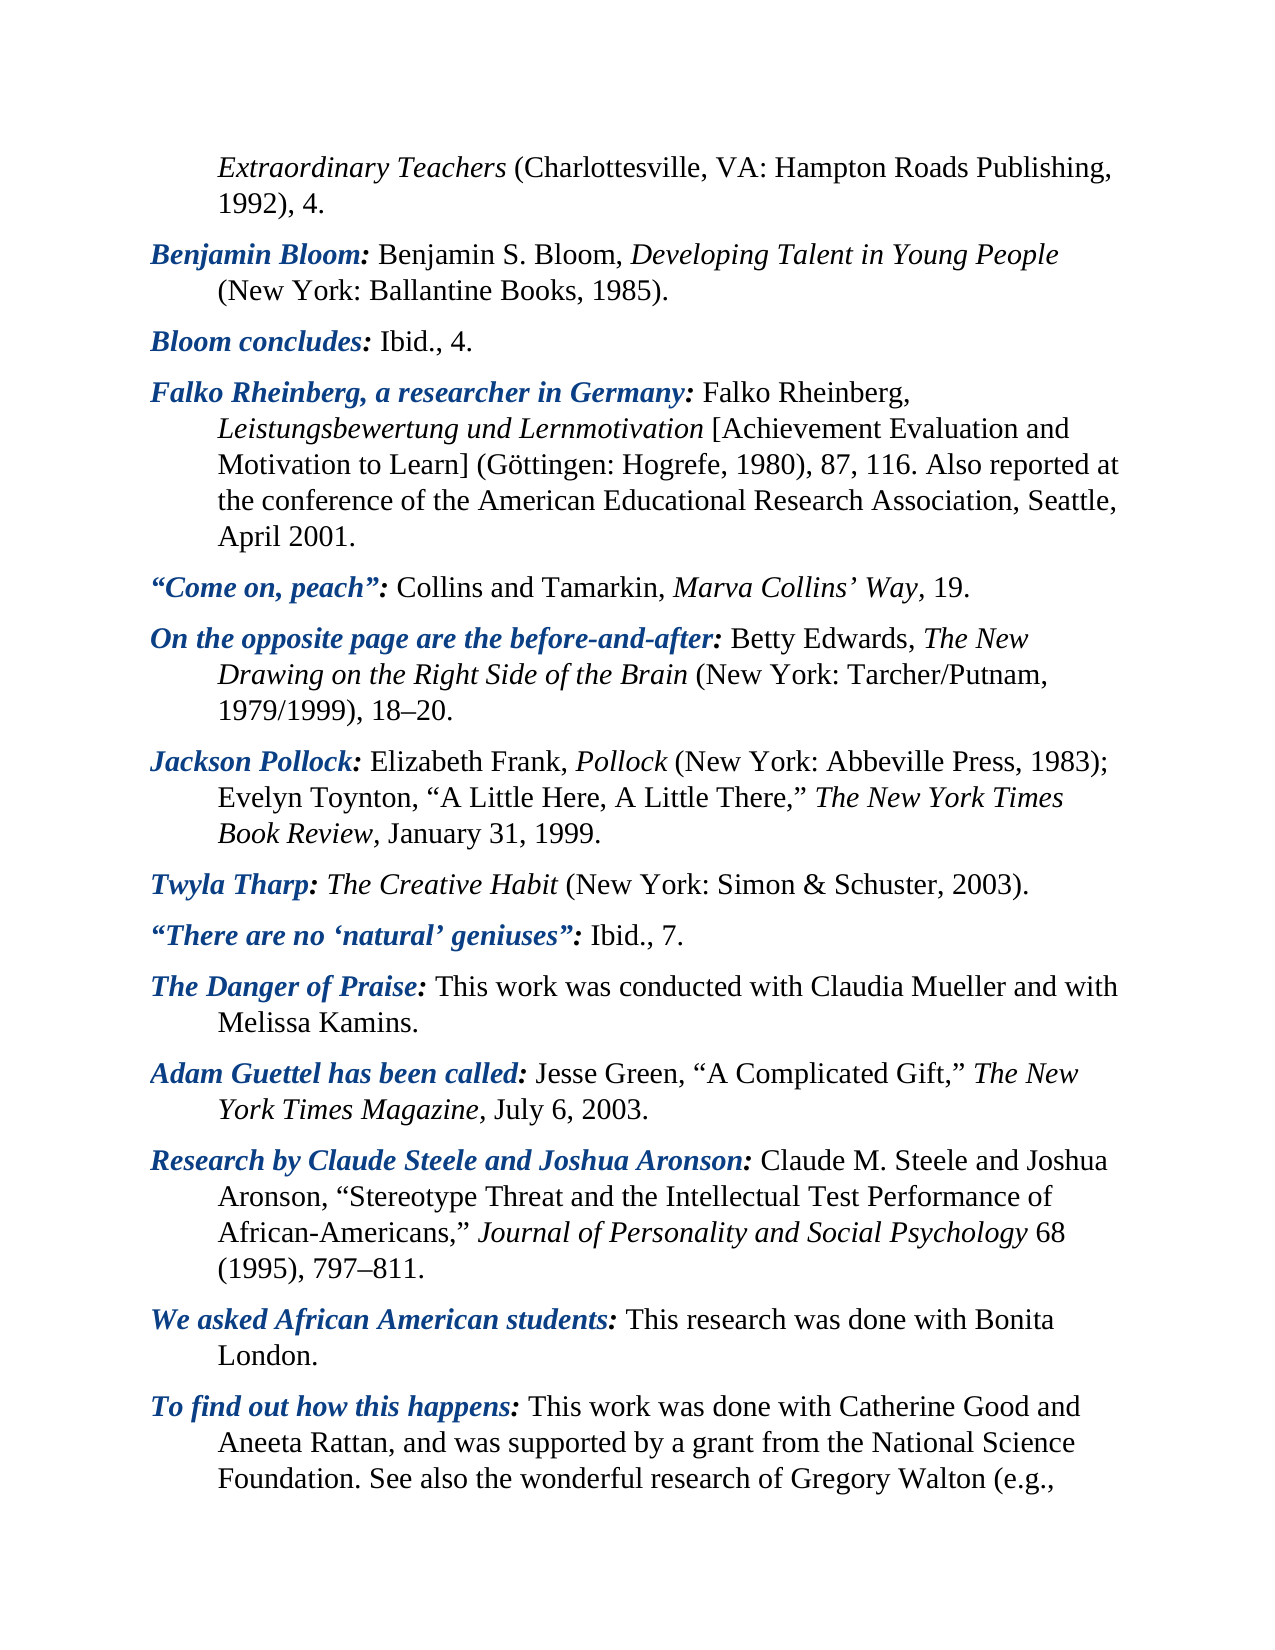 Extraordinary Teachers (Charlottesville, VA: Hampton Roads Publishing,
1992), 4.
Benjamin Bloom: Benjamin S. Bloom, Developing Talent in Young People
(New York: Ballantine Books, 1985).
Bloom concludes: Ibid., 4.
Falko Rheinberg, a researcher in Germany: Falko Rheinberg,
Leistungsbewertung und Lernmotivation [Achievement Evaluation and
Motivation to Learn] (Göttingen: Hogrefe, 1980), 87, 116. Also reported at
the conference of the American Educational Research Association, Seattle,
April 2001.
“Come on, peach”: Collins and Tamarkin, Marva Collins’ Way, 19.
On the opposite page are the before-and-after: Betty Edwards, The New
Drawing on the Right Side of the Brain (New York: Tarcher/Putnam,
1979/1999), 18–20.
Jackson Pollock: Elizabeth Frank, Pollock (New York: Abbeville Press, 1983);
Evelyn Toynton, “A Little Here, A Little There,” The New York Times
Book Review, January 31, 1999.
Twyla Tharp: The Creative Habit (New York: Simon & Schuster, 2003).
“There are no ‘natural’ geniuses”: Ibid., 7.
The Danger of Praise: This work was conducted with Claudia Mueller and with
Melissa Kamins.
Adam Guettel has been called: Jesse Green, “A Complicated Gift,” The New
York Times Magazine, July 6, 2003.
Research by Claude Steele and Joshua Aronson: Claude M. Steele and Joshua
Aronson, “Stereotype Threat and the Intellectual Test Performance of
African-Americans,” Journal of Personality and Social Psychology 68
(1995), 797–811.
We asked African American students: This research was done with Bonita
London.
To find out how this happens: This work was done with Catherine Good and
Aneeta Rattan, and was supported by a grant from the National Science
Foundation. See also the wonderful research of Gregory Walton (e.g.,